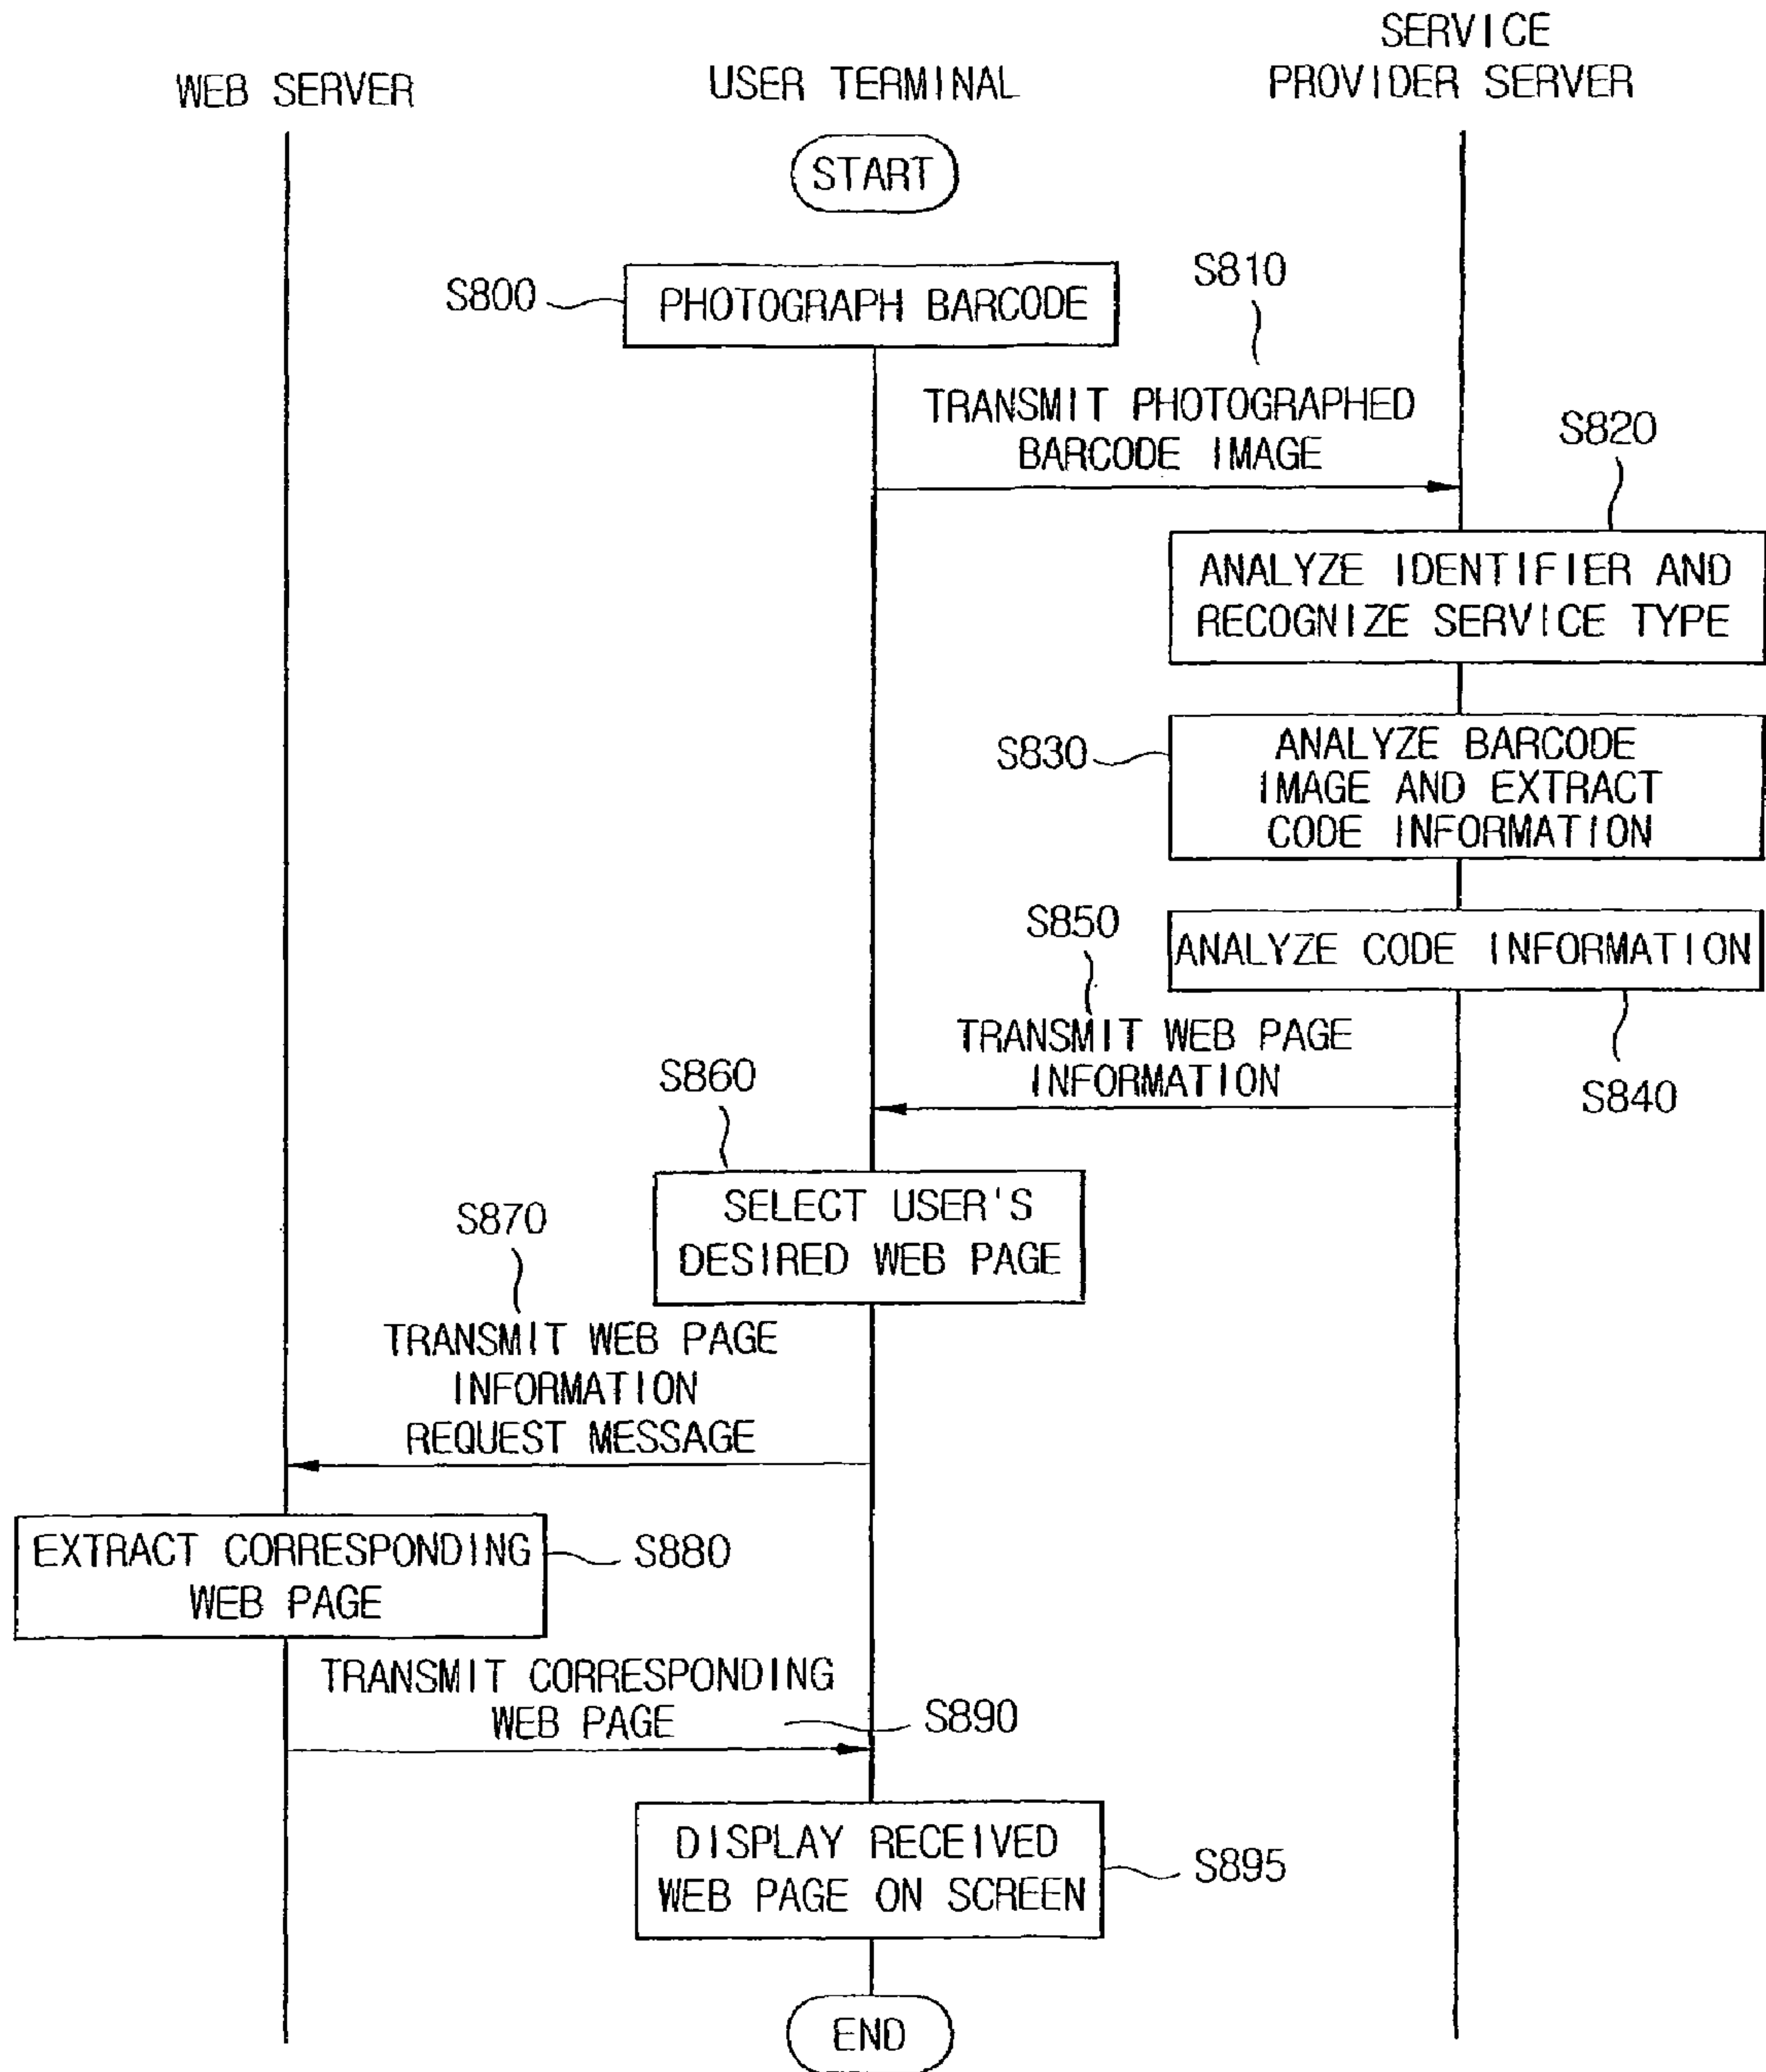 WEB SERVER
USER TERMINAL
SERVICE
PROVIDER SERVER
START
S800
PHOTOGRAPH BARCODE
S810
TRANSMIT PHOTOGRAPHED
BARCODE IMAGE
S820
ANALYZE IDENTIFIER AND
RECOGNIZE SERVICE TYPE
S830
ANALYZE BARCODE
IMAGE AND EXTRACT
CODE INFORMATION
ANALYZE CODE INFORMATION
S840
S850
TRANSMIT WEB PAGE
INFORMATION
S860
SELECT USER'S
DESIRED WEB PAGE
S870
TRANSMIT WEB PAGE
INFORMATION
REQUEST MESSAGE
EXTRACT CORRESPONDING
WEB PAGE
S880
TRANSMIT CORRESPONDING
WEB PAGE
S890
DISPLAY RECEIVED
WEB PAGE ON SCREEN
S895
END